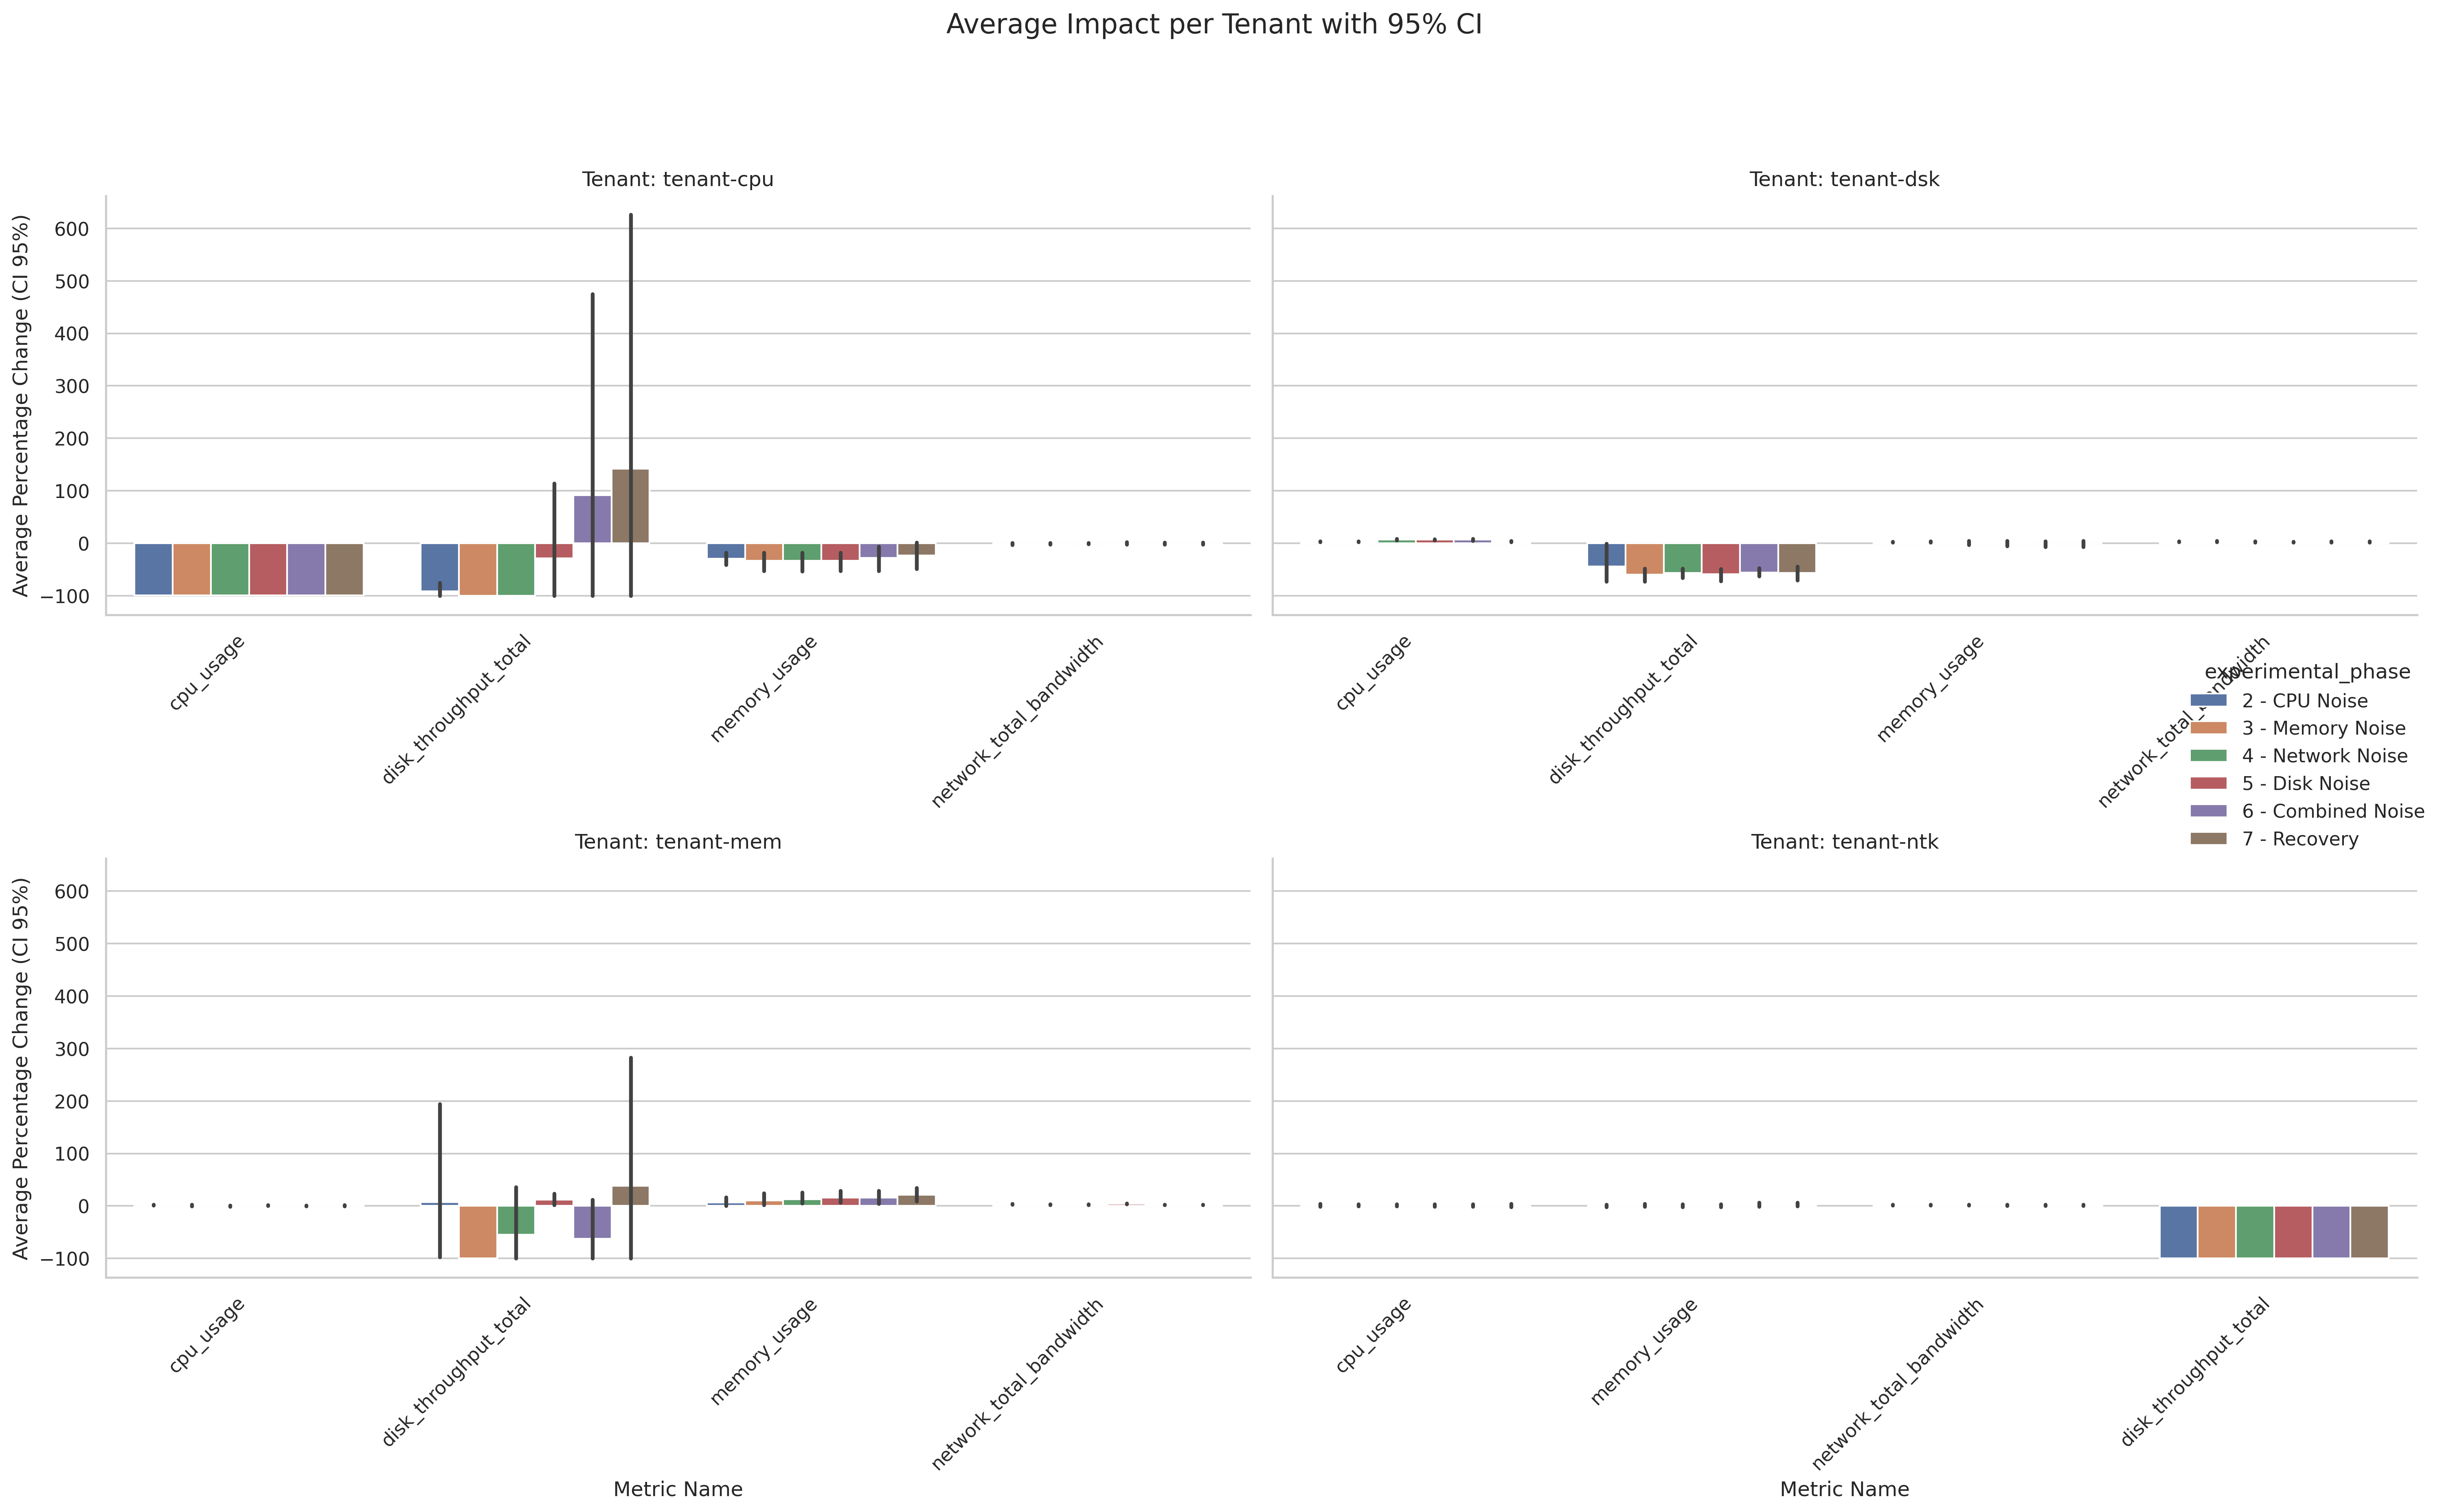 Average Impact per Tenant with 95% CI
Tenant: tenant-cpu
Average Percentage Change (CI 95%)
600
500
400
300
200
100
0
−100
cpu_usage
disk_throughput_total
memory_usage
network_total_bandwidth
Tenant: tenant-dsk
cpu_usage
disk_throughput_total
memory_usage
network_total_bandwidth
experimental_phase
2 - CPU Noise
3 - Memory Noise
4 - Network Noise
5 - Disk Noise
6 - Combined Noise
7 - Recovery
Tenant: tenant-mem
Average Percentage Change (CI 95%)
600
500
400
300
200
100
0
−100
cpu_usage
disk_throughput_total
memory_usage
network_total_bandwidth
Metric Name
Tenant: tenant-ntk
cpu_usage
memory_usage
network_total_bandwidth
disk_throughput_total
Metric Name